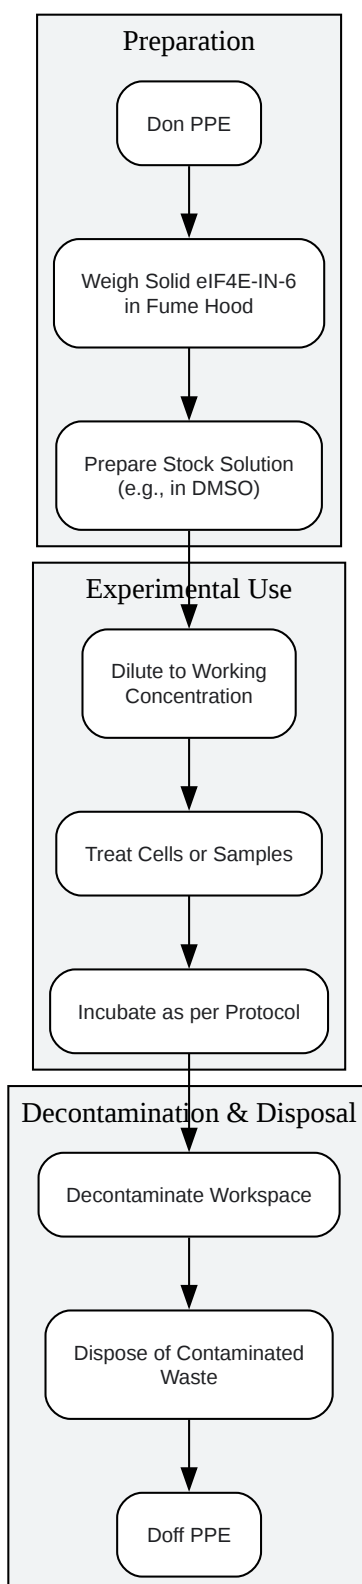 Preparation
Don PPE
Weigh Solid eIF4E-IN-6
in Fume Hood
Prepare Stock Solution
(e.g., in DMSO)
Experimental Use
Dilute to Working
Concentration
Treat Cells or Samples
Incubate as per Protocol
Decontamination & Disposal
Decontaminate Workspace
Dispose of Contaminated
Waste
Doff PPE